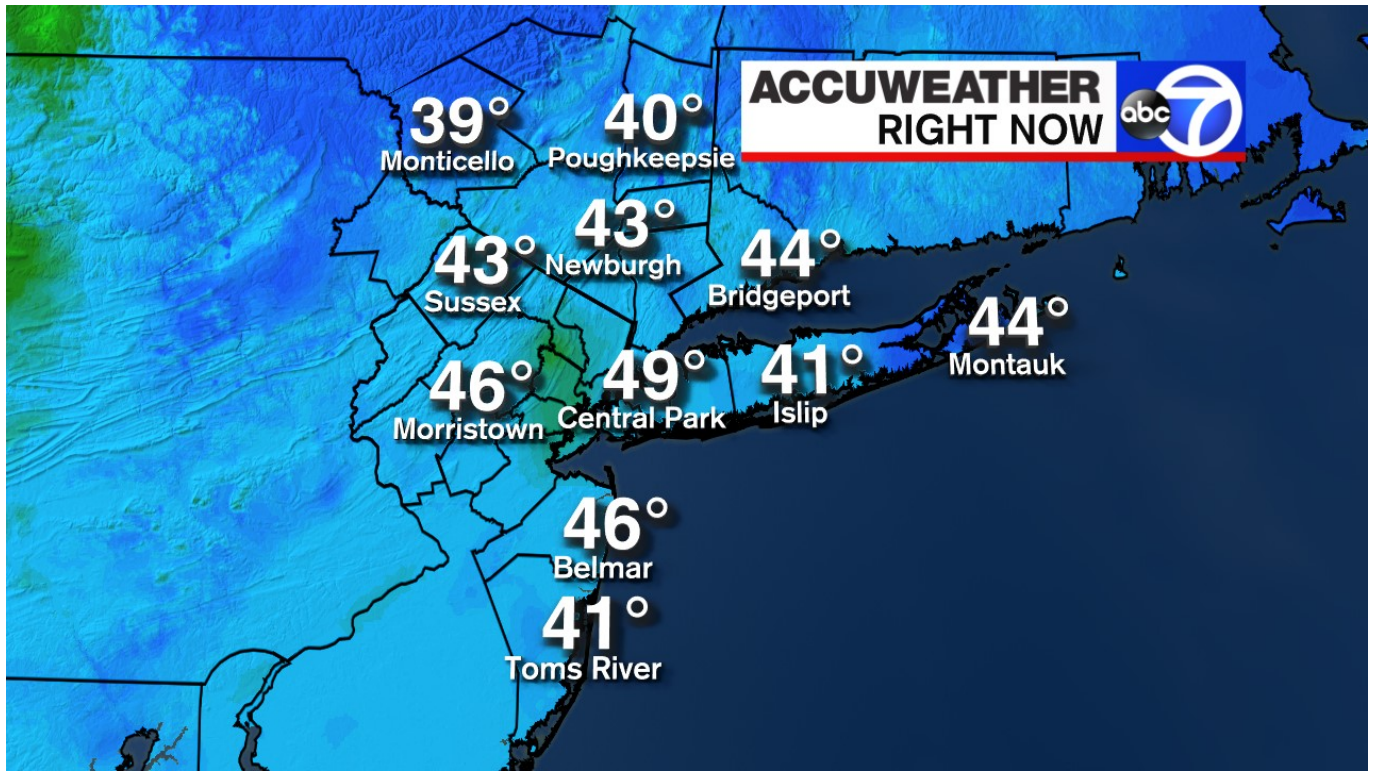 ACCUWEATHER
RIGHT NOW
abc 7
39°
Monticello
40°
Poughkeepsie
43°
Newburgh
43°
Sussex
44°
Bridgeport
44°
Montauk
46°
Morristown
49°
Central Park
41°
Islip
46°
Belmar
41°
Toms River